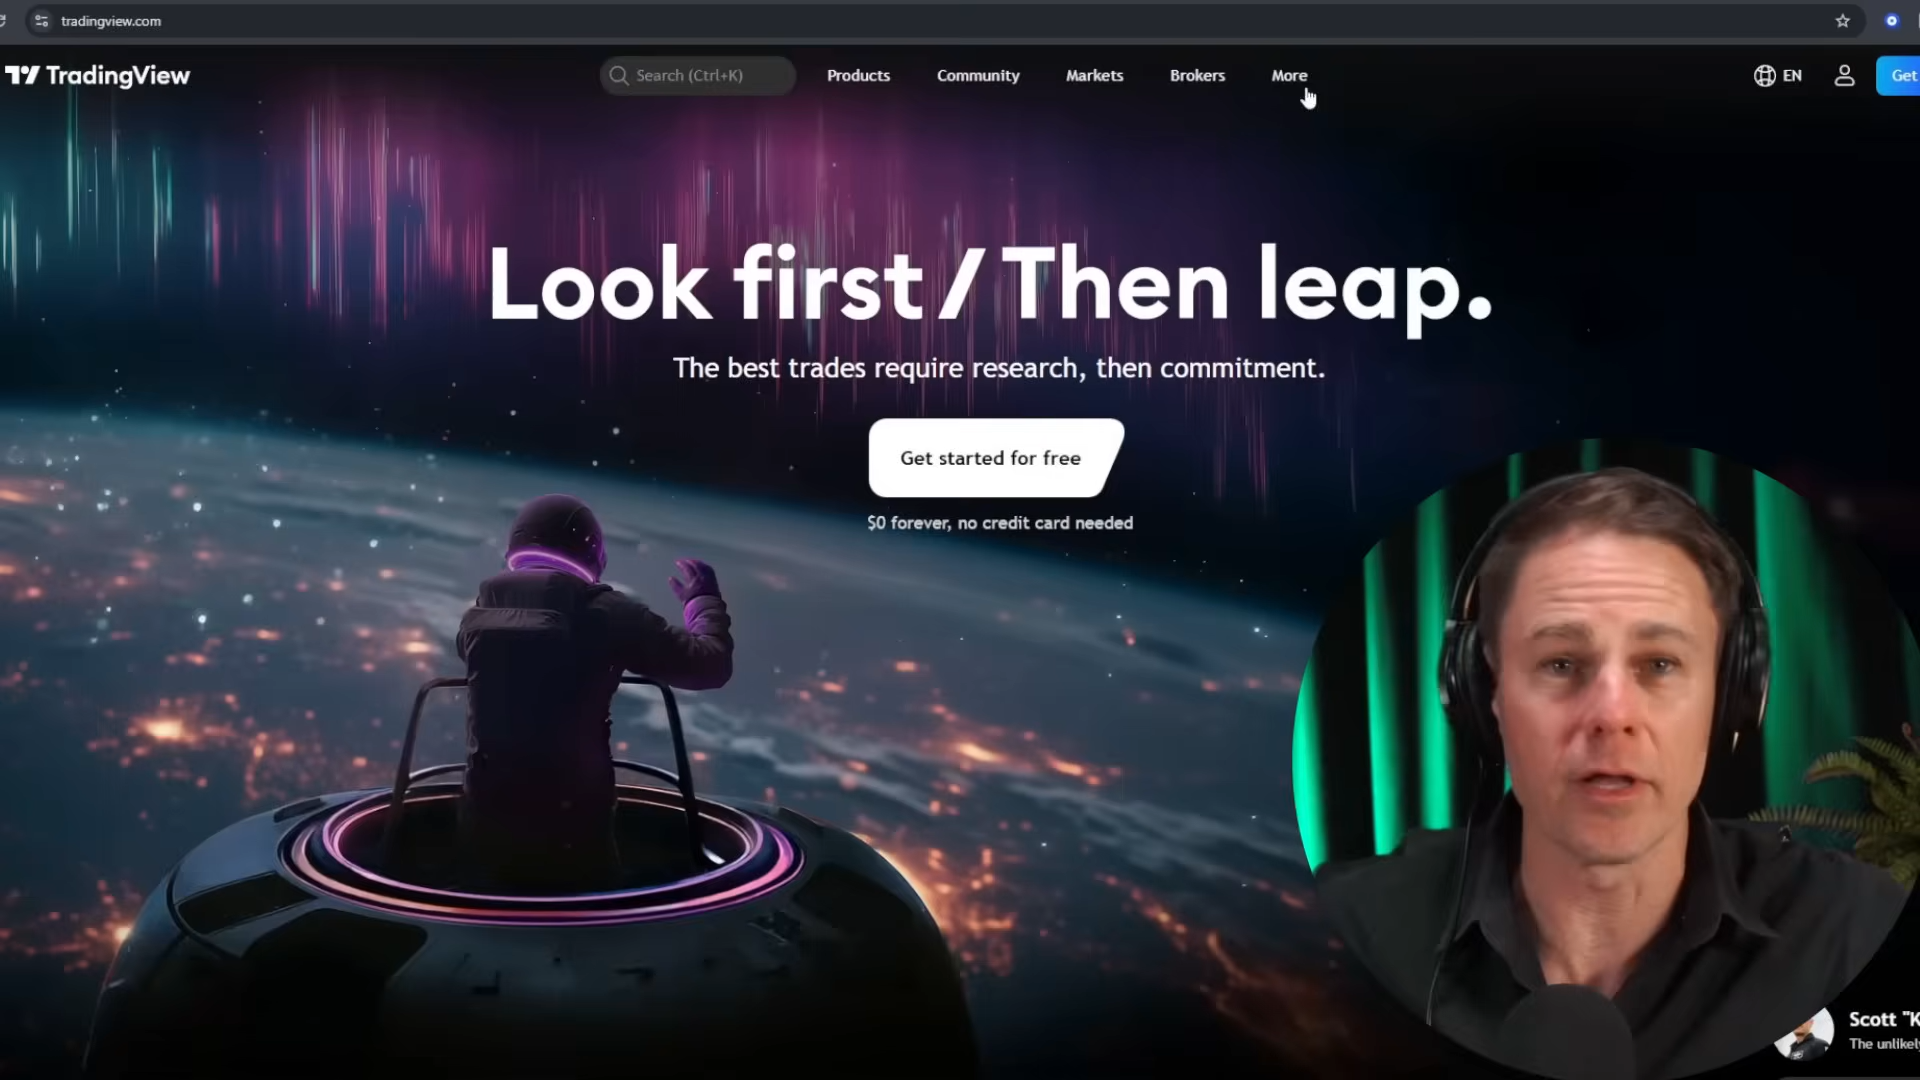 tradingview.com
TradingView
Search (Ctrl+K)
Products
Community
Markets
Brokers
More
EN
Get
Look first / Then leap.
The best trades require research, then commitment.
Get started for free
$0 forever, no credit card needed
Scott "K
The unlikely